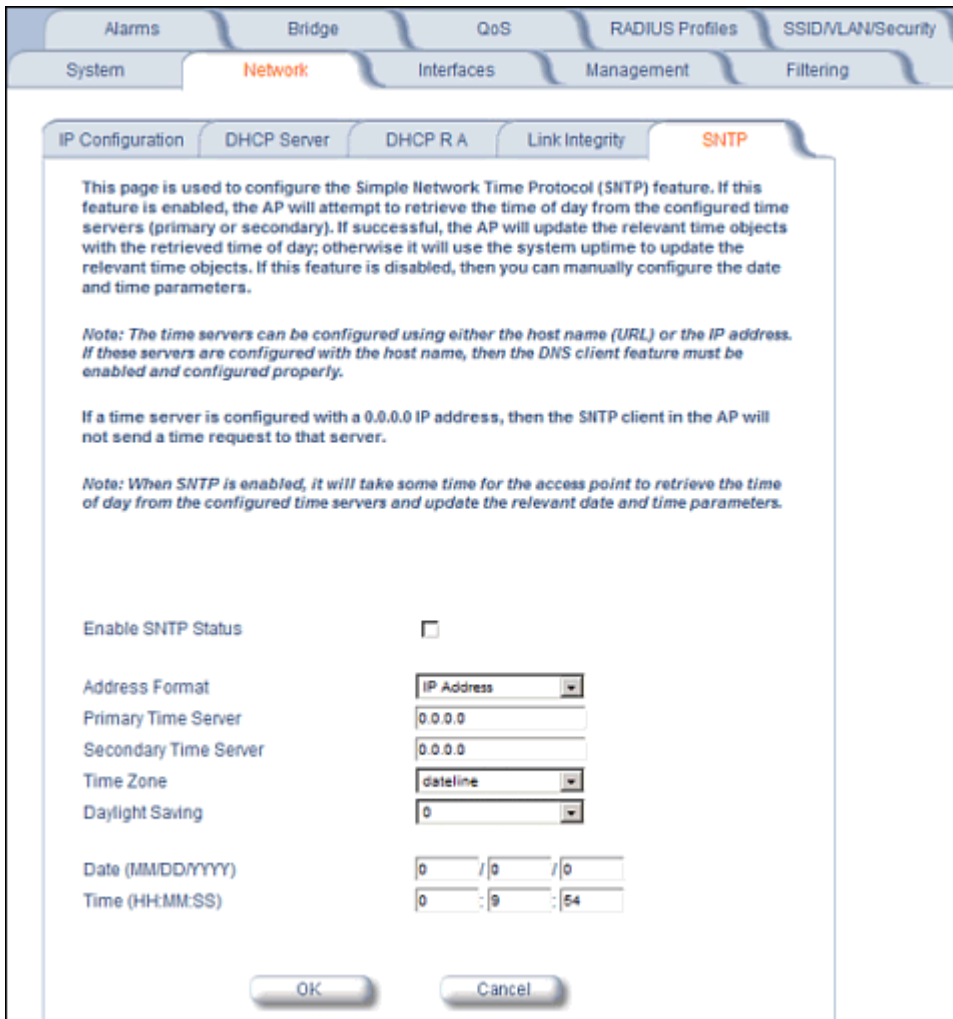 Alarms Bridge QoS RADIUS Profiles SSID/VLAN/Security
System Network Interfaces Management Filtering
IP Configuration DHCP Server DHCP R A Link Integrity SNTP
This page is used to configure the Simple Network Time Protocol (SNTP) feature. If this
feature is enabled, the AP will attempt to retrieve the time of day from the configured time
servers (primary or secondary). If successful, the AP will update the relevant time objects
with the retrieved time of day; otherwise it will use the system uptime to update the
relevant time objects. If this feature is disabled, then you can manually configure the date
and time parameters.
Note: The time servers can be configured using either the host name (URL) or the IP address.
If these servers are configured with the host name, then the DNS client feature must be
enabled and configured properly.
If a time server is configured with a 0.0.0.0 IP address, then the SNTP client in the AP will
not send a time request to that server.
Note: When SNTP is enabled, it will take some time for the access point to retrieve the time
of day from the configured time servers and update the relevant date and time parameters.
Enable SNTP Status
Address Format IP Address
Primary Time Server 0.0.0.0
Secondary Time Server 0.0.0.0
Time Zone dateline
Daylight Saving 0
Date (MM/DD/YYYY) 0 / 0 / 0
Time (HH:MM:SS) 0 : 9 : 54
OK Cancel